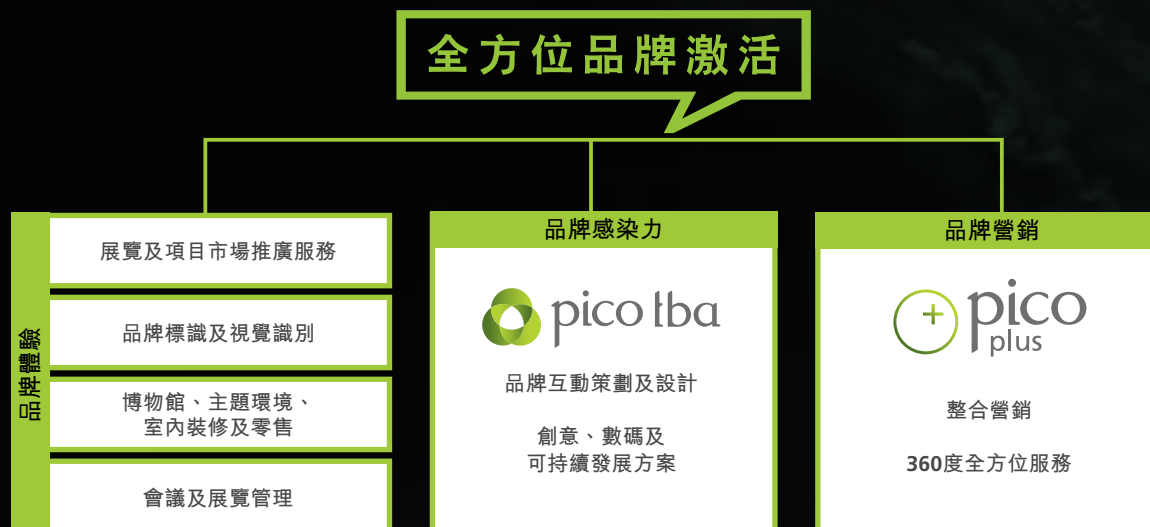 全方位品牌激活
品牌體驗
展覽及項目市場推廣服務
品牌標識及視覺識別
博物館、主題環境、
室內裝修及零售
會議及展覽管理
品牌感染力
pico tba
品牌互動策劃及設計
創意、數碼及
可持續發展方案
品牌營銷
pico
plus
整合營銷
360度全方位服務